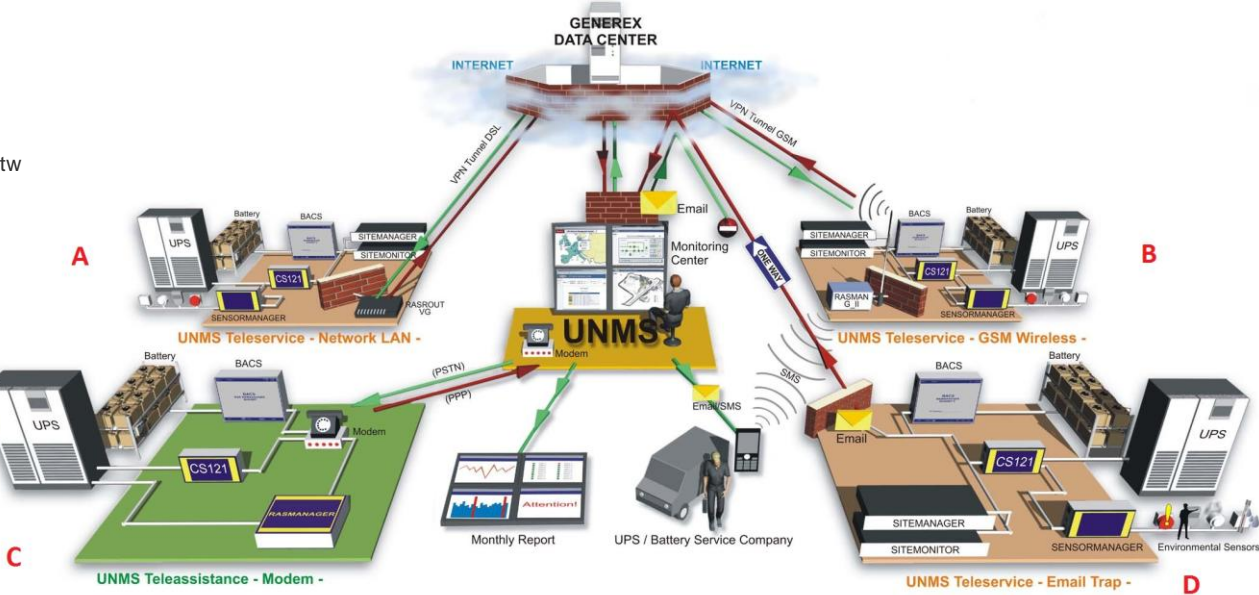 GENEREX
DATA CENTER
INTERNET
INTERNET
VPN Tunnel DSL
VPN Tunnel GSM
tw
Email
Monitoring
Center
ONE WAY
A
UPS
Battery
BACS
SITEMANAGER
SITEMONITOR
CS121
SENSORMANAGER
RASROUT
VG
UNMS Teleservice - Network LAN -
B
SITEMANAGER
SITEMONITOR
BACS
Battery
UPS
CS121
RASMAN
G_II
SENSORMANAGER
UNMS Teleservice - GSM Wireless -
UNMS
Modem
(PSTN)
(PPP)
SMS
Email/SMS
C
UPS
Battery
BACS
BACS
Modem
CS121
RASMANAGER
UNMS Teleassistance - Modem -
Attention!
Monthly Report
UPS / Battery Service Company
D
Email
BACS
BACS
Battery
UPS
CS121
SITEMANAGER
SITEMONITOR
SENSORMANAGER
Environmental Sensors
UNMS Teleservice - Email Trap -